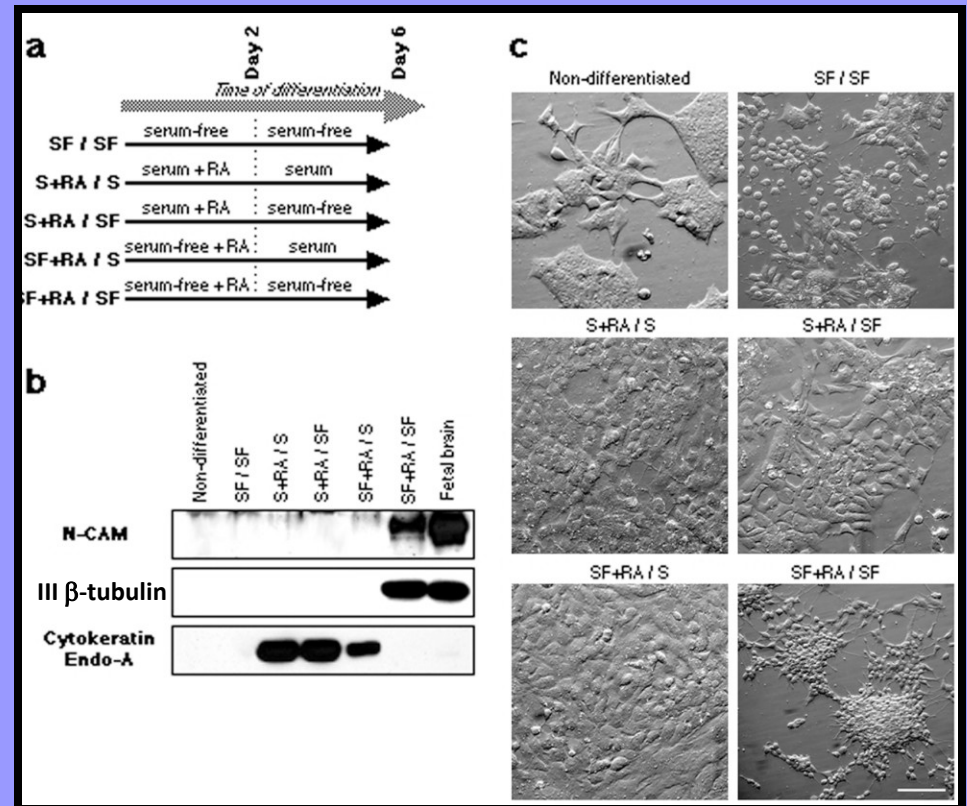 a
Day 2
Day 6
Time of differentiation
SF / SF
serum-free
serum-free
S+RA / S
serum +RA
serum
S+RA / SF
serum +RA
serum-free
SF+RA / S
serum-free +RA
serum
SF+RA / SF
serum-free +RA
serum-free
b
Non-differentiated
SF / SF
S+RA / S
S+RA / SF
SF+RA / S
SF+RA / SF
Fetal brain
N-CAM
III β-tubulin
Cytokeratin
Endo-A
c
Non-differentiated
SF / SF
S+RA / S
S+RA / SF
SF+RA / S
SF+RA / SF